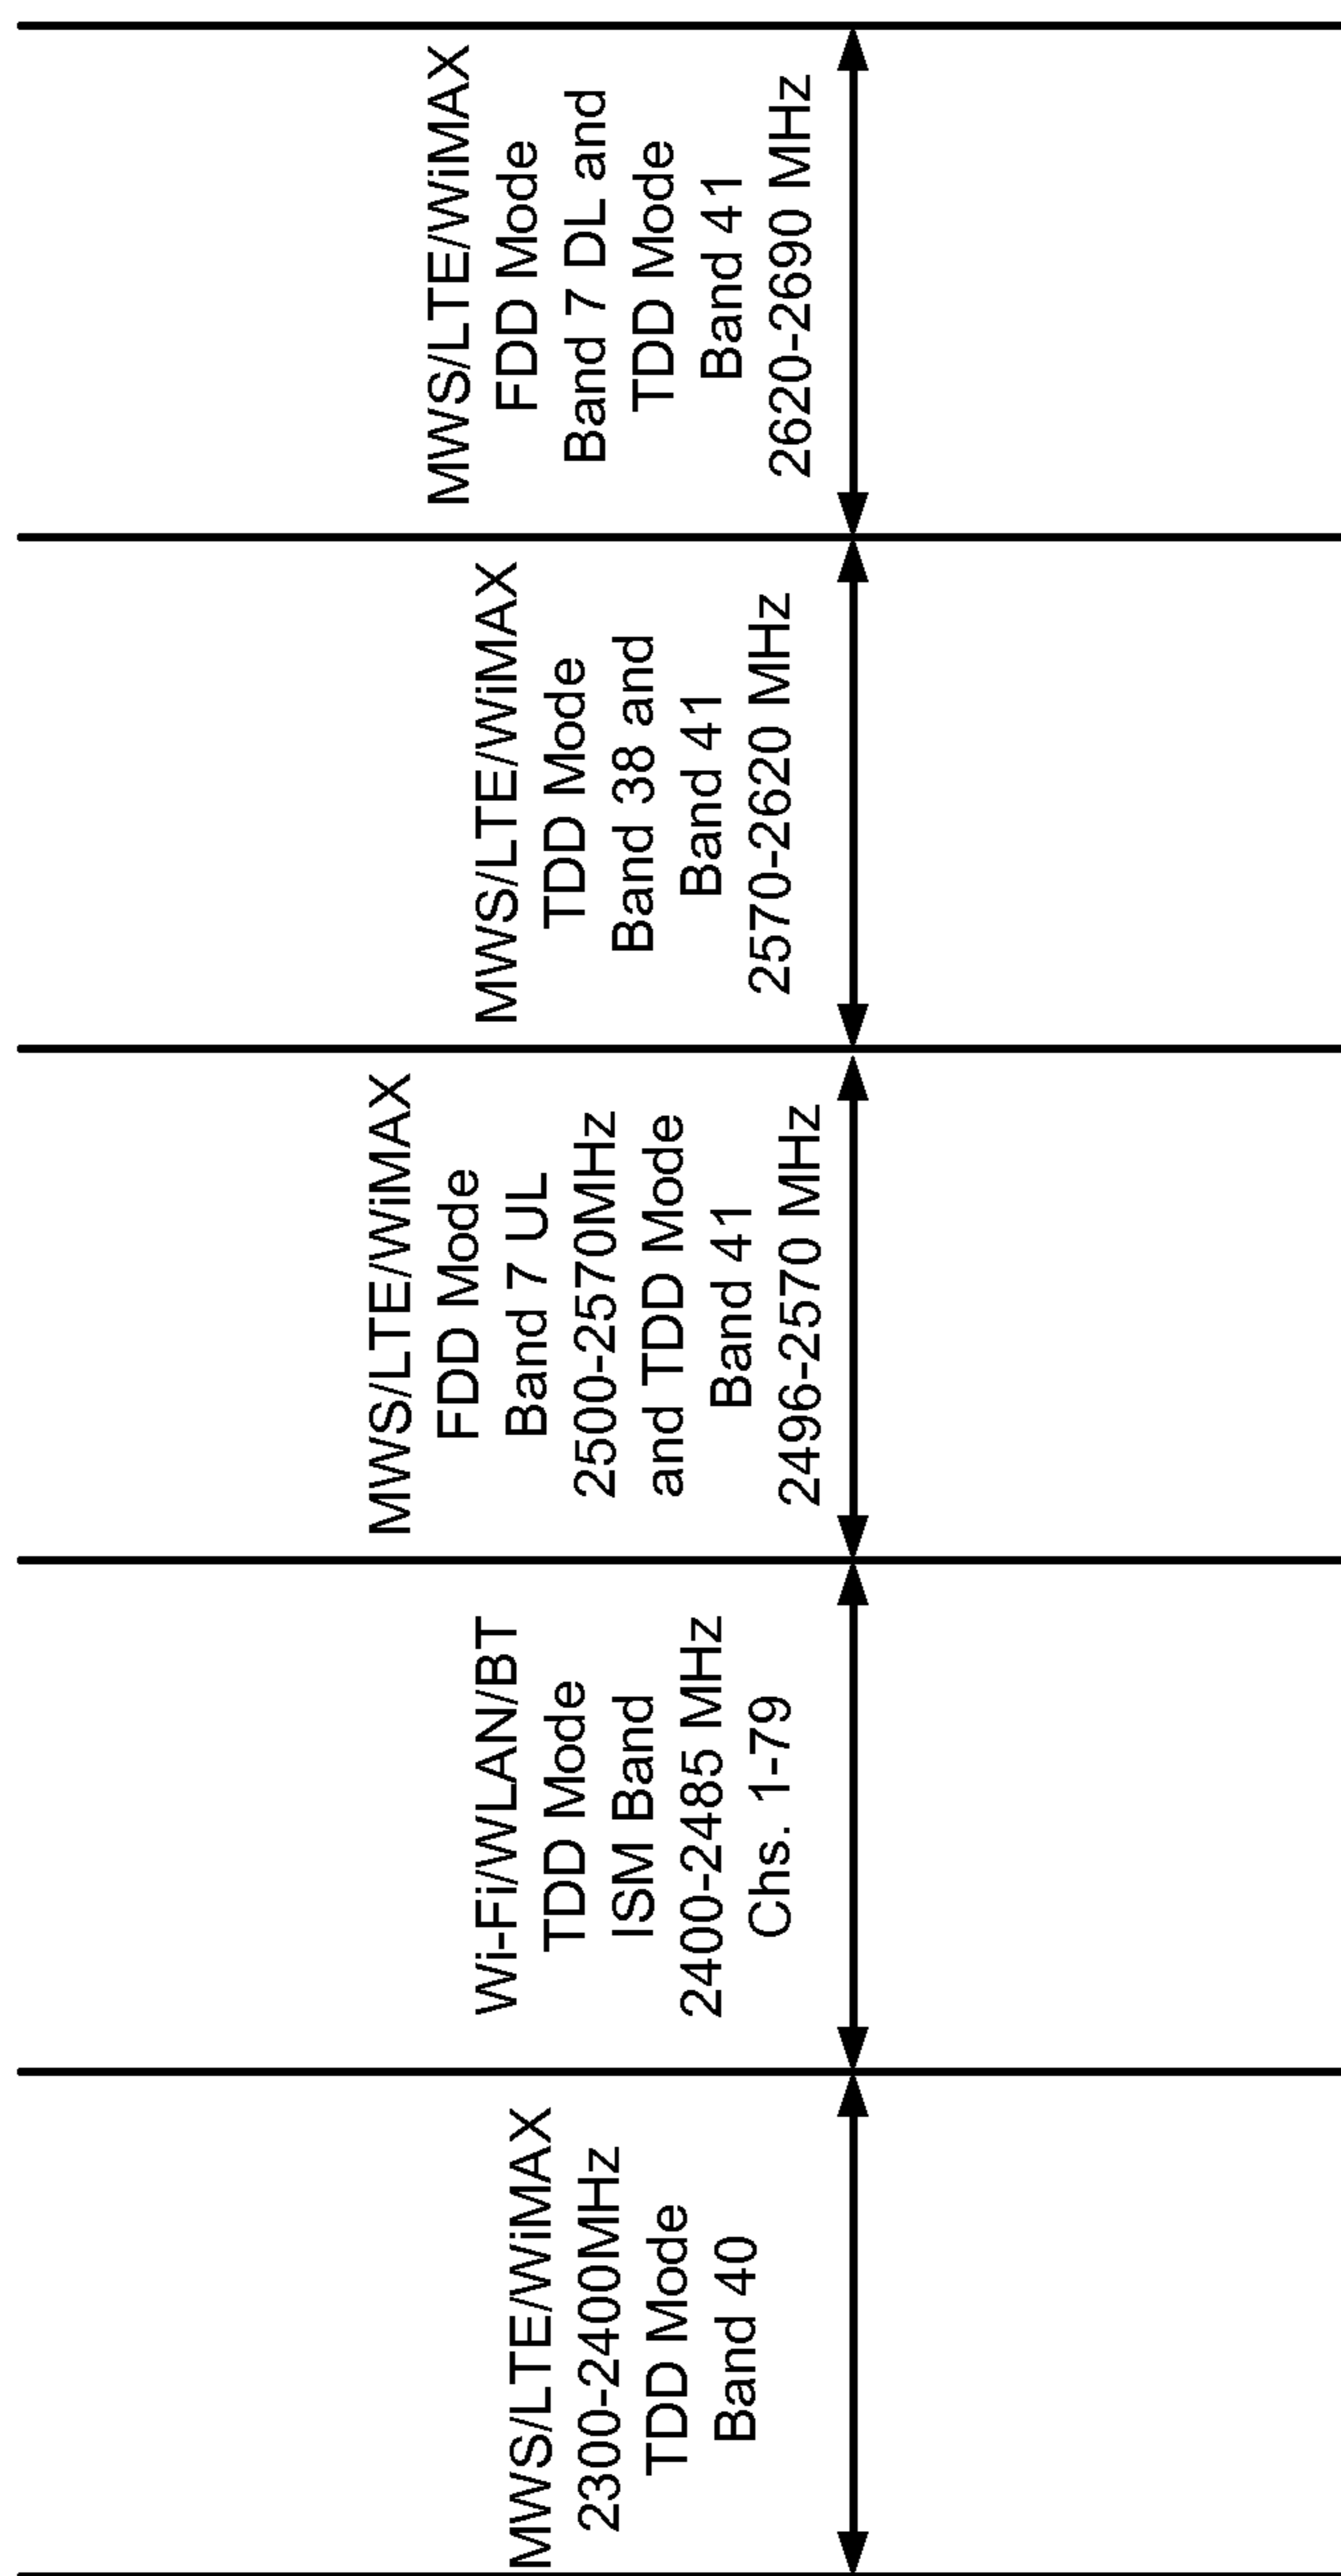 MWS/LTE/WiMAX
2300-2400MHz
TDD Mode
Band 40
Wi-Fi/WLAN/BT
TDD Mode
ISM Band
2400-2485 MHz
Chs. 1-79
MWS/LTE/WiMAX
FDD Mode
Band 7 UL
2500-2570MHz
and TDD Mode
Band 41
2496-2570 MHz
MWS/LTE/WiMAX
TDD Mode
Band 38 and
Band 41
2570-2620 MHz
MWS/LTE/WiMAX
FDD Mode
Band 7 DL and
TDD Mode
Band 41
2620-2690 MHz